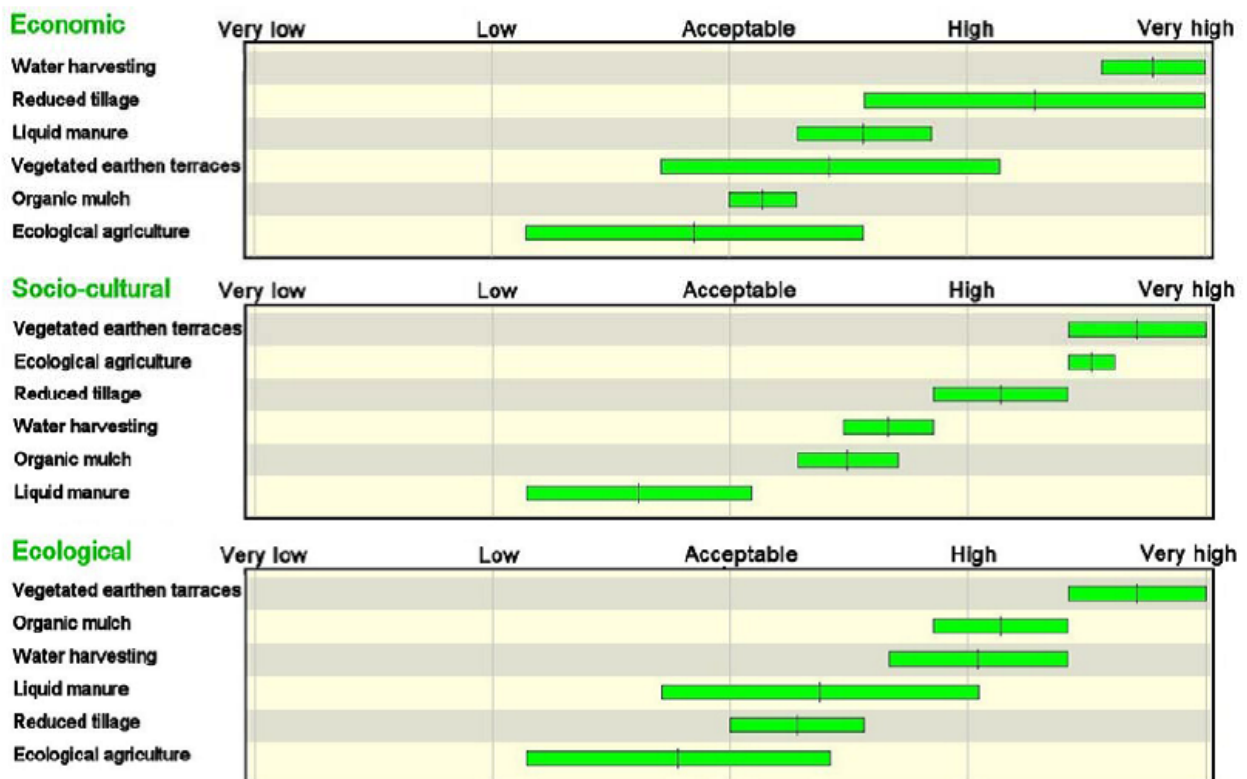 Economic Very low Low Acceptable High Very high
Water harvesting
Reduced tillage
Liquid manure
Vegetated earthen terraces
Organic mulch
Ecological agriculture
Socio-cultural Very low Low Acceptable High Very high
Vegetated earthen terraces
Ecological agriculture
Reduced tillage
Water harvesting
Organic mulch
Liquid manure
Ecological Very low Low Acceptable High Very high
Vegetated earthen tarraces
Organic mulch
Water harvesting
Liquid manure
Reduced tillage
Ecological agriculture